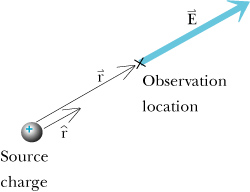 E⃗
r⃗
Observation
location
+
r̂
Source
charge